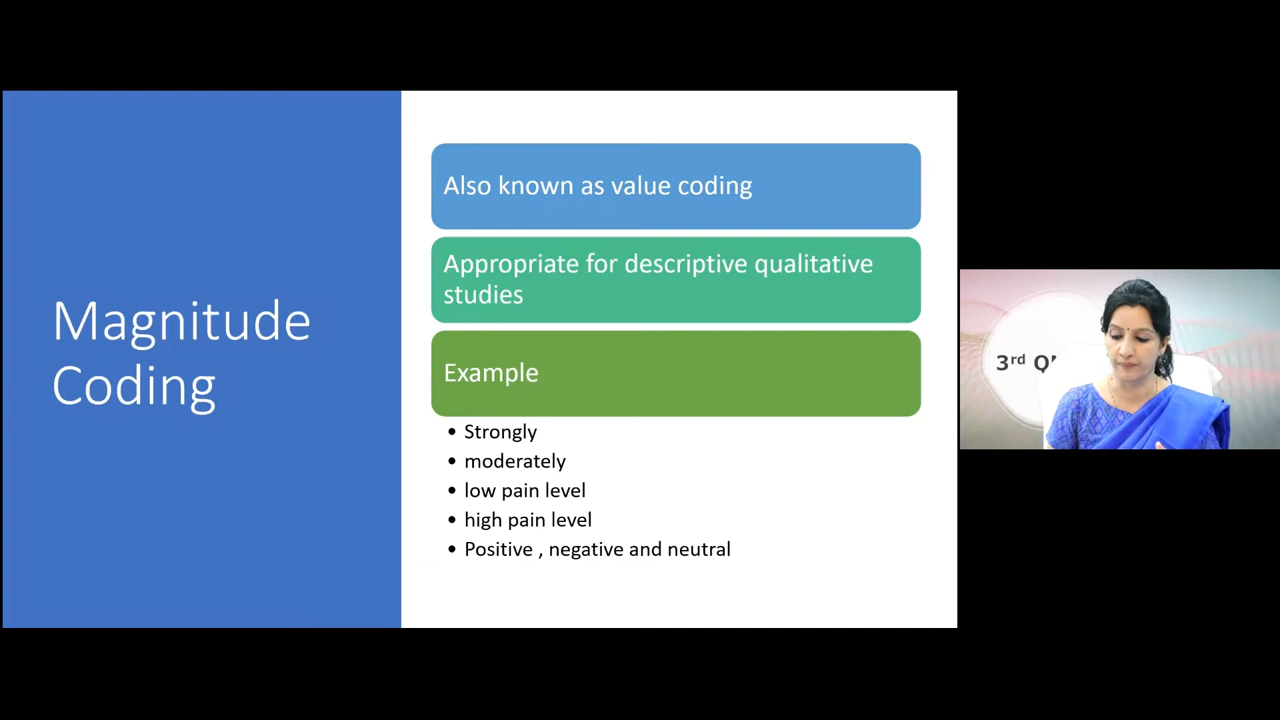 Magnitude
Coding
Also known as value coding
Appropriate for descriptive qualitative
studies
Example
• Strongly
• moderately
• low pain level
• high pain level
• Positive , negative and neutral
3rd